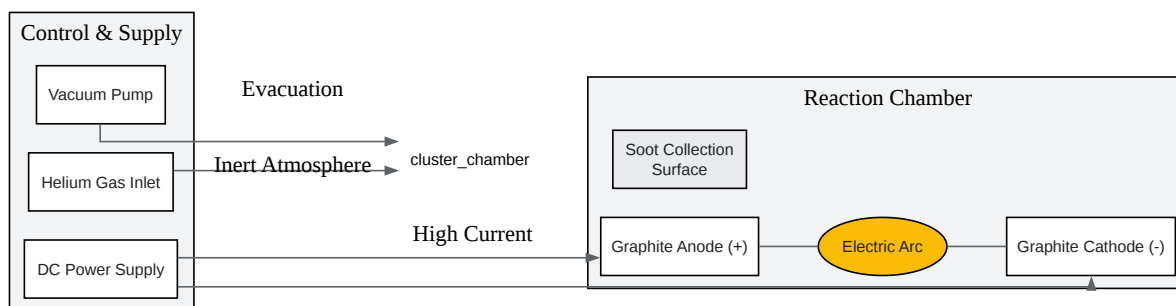 Control & Supply
Vacuum Pump
Evacuation
Inert Atmosphere
cluster_chamber
Helium Gas Inlet
High Current
DC Power Supply
Reaction Chamber
Soot Collection
Surface
Graphite Anode (+)
Electric Arc
Graphite Cathode (-)